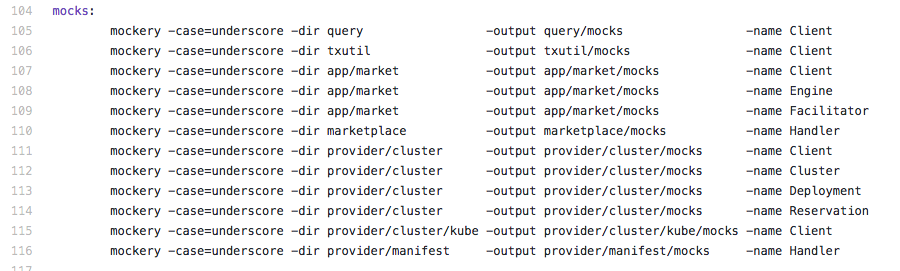 104 mocks:
105 mockery -case=underscore -dir query -output query/mocks -name Client
106 mockery -case=underscore -dir txutil -output txutil/mocks -name Client
107 mockery -case=underscore -dir app/market -output app/market/mocks -name Client
108 mockery -case=underscore -dir app/market -output app/market/mocks -name Engine
109 mockery -case=underscore -dir app/market -output app/market/mocks -name Facilitator
110 mockery -case=underscore -dir marketplace -output marketplace/mocks -name Handler
111 mockery -case=underscore -dir provider/cluster -output provider/cluster/mocks -name Client
112 mockery -case=underscore -dir provider/cluster -output provider/cluster/mocks -name Cluster
113 mockery -case=underscore -dir provider/cluster -output provider/cluster/mocks -name Deployment
114 mockery -case=underscore -dir provider/cluster -output provider/cluster/mocks -name Reservation
115 mockery -case=underscore -dir provider/cluster/kube -output provider/cluster/kube/mocks -name Client
116 mockery -case=underscore -dir provider/manifest -output provider/manifest/mocks -name Handler
117